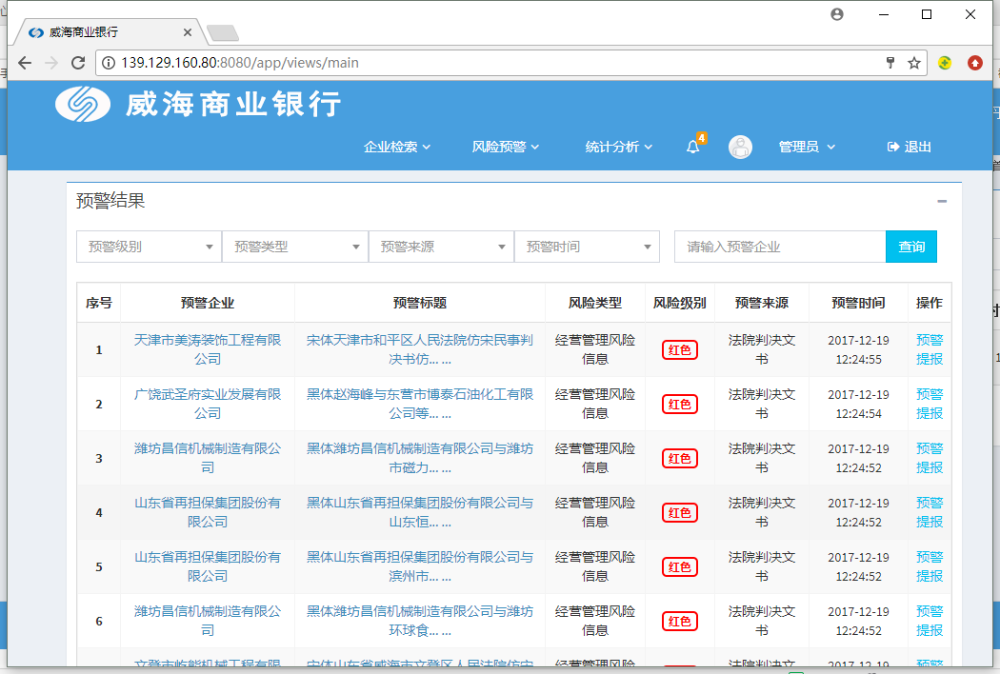 威海商业银行
139.129.160.80:8080/app/views/main
威海商业银行
企业检索 风险预警 统计分析 4 管理员 退出
预警结果
预警级别 预警类型 预警来源 预警时间 请输入预警企业 查询
序号 预警企业 预警标题 风险类型 风险级别 预警来源 预警时间 操作
1 天津市美涛装饰工程有限 宋体天津市和平区人民法院仿宋民事判 经营管理风险 红色 法院判决文 2017-12-19 预警
公司 决书仿... ... 信息 书 12:24:55 提报
2 广饶武圣府实业发展有限 黑体赵海峰与东营市博泰石油化工有限 经营管理风险 红色 法院判决文 2017-12-19 预警
公司 公司等... ... 信息 书 12:24:54 提报
3 潍坊昌信机械制造有限公 黑体潍坊昌信机械制造有限公司与潍坊 经营管理风险 红色 法院判决文 2017-12-19 预警
司 市磁力... ... 信息 书 12:24:52 提报
4 山东省再担保集团股份有 黑体山东省再担保集团股份有限公司与 经营管理风险 红色 法院判决文 2017-12-19 预警
限公司 山东恒... ... 信息 书 12:24:52 提报
5 山东省再担保集团股份有 黑体山东省再担保集团股份有限公司与 经营管理风险 红色 法院判决文 2017-12-19 预警
限公司 滨州市... ... 信息 书 12:24:52 提报
6 潍坊昌信机械制造有限公 黑体潍坊昌信机械制造有限公司与潍坊 经营管理风险 红色 法院判决文 2017-12-19 预警
司 环球食... ... 信息 书 12:24:52 提报
宋体山东省威海市文登区人民法院仿宋 经营管理风险 法院判决文 2017-12-19 预警